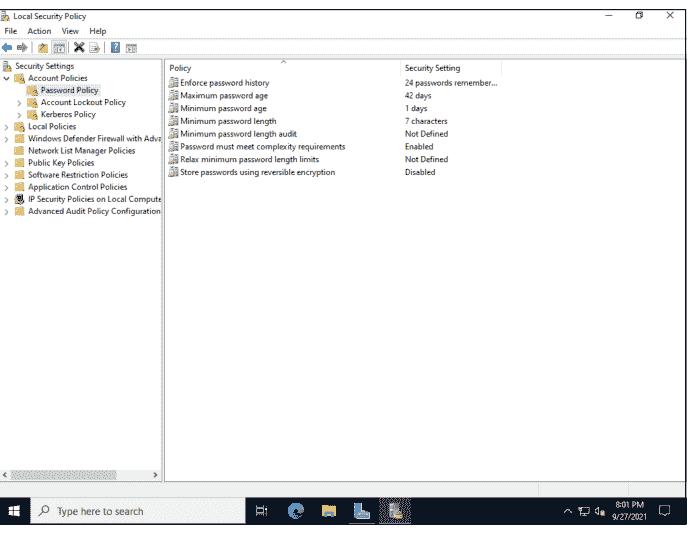 Local Security Policy
File Action View Help
Security Settings
Account Policies
Password Policy
Account Lockout Policy
Kerberos Policy
Local Policies
Windows Defender Firewall with Adva
Network List Manager Policies
Public Key Policies
Software Restriction Policies
Application Control Policies
IP Security Policies on Local Compute
Advanced Audit Policy Configuration
Policy Security Setting
Enforce password history 24 passwords remember...
Maximum password age 42 days
Minimum password age 1 days
Minimum password length 7 characters
Minimum password length audit Not Defined
Password must meet complexity requirements Enabled
Relax minimum password length limits Not Defined
Store passwords using reversible encryption Disabled
Type here to search
8:01 PM
9/27/2021